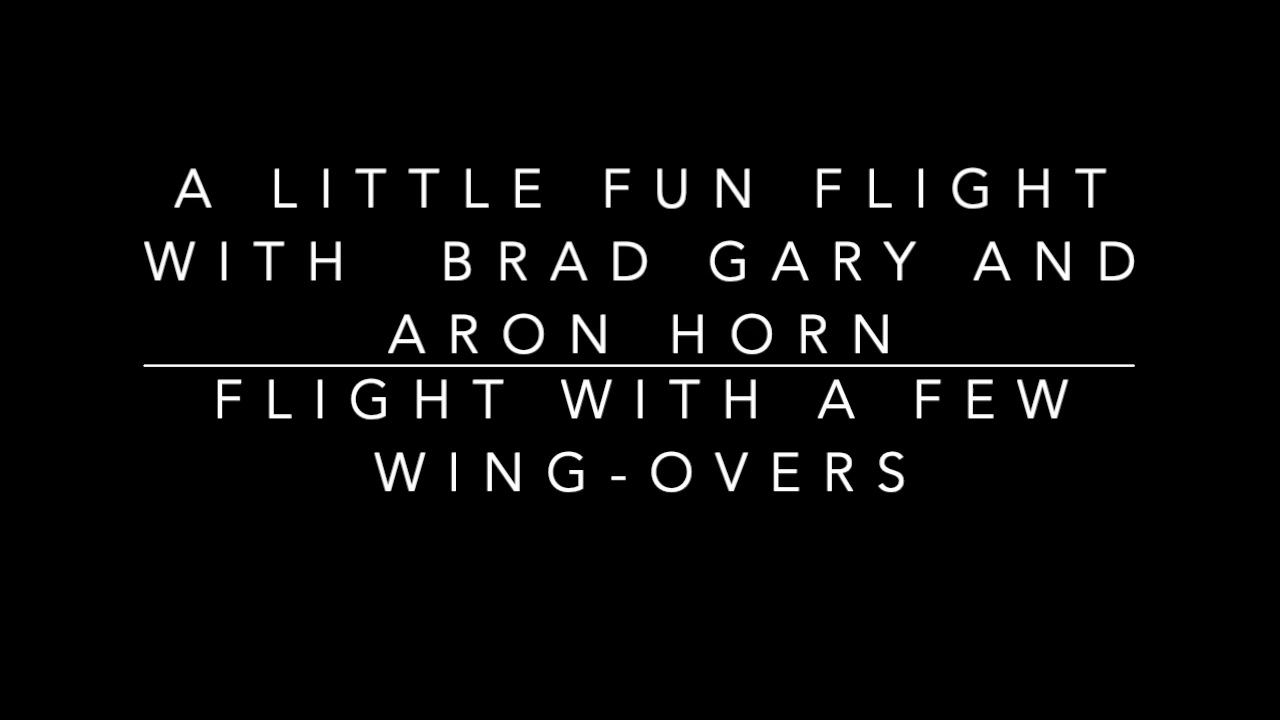 A LITTLE FUN FLIGHT
WITH  BRAD GARY AND
ARON HORN
FLIGHT WITH A FEW
WING-OVERS